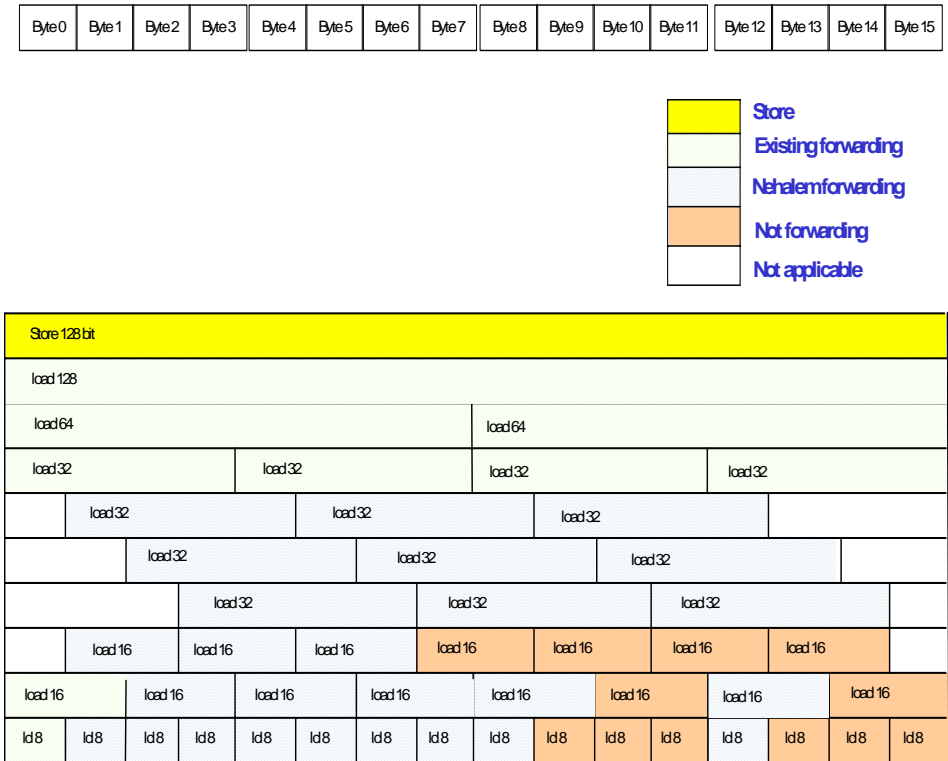 Byte 0 Byte 1 Byte 2 Byte 3 Byte 4 Byte 5 Byte 6 Byte 7 Byte 8 Byte 9 Byte 10 Byte 11 Byte 12 Byte 13 Byte 14 Byte 15
Store
Existing forwarding
Nehalem forwarding
Not forwarding
Not applicable
Store 128 bit
load 128
load 64 load 64
load 32 load 32 load 32 load 32
load 32 load 32 load 32
load 32 load 32 load 32
load 32 load 32 load 32
load 16 load 16 load 16 load 16 load 16 load 16 load 16
load 16 load 16 load 16 load 16 load 16 load 16 load 16 load 16
ld 8 ld 8 ld 8 ld 8 ld 8 ld 8 ld 8 ld 8 ld 8 ld 8 ld 8 ld 8 ld 8 ld 8 ld 8 ld 8